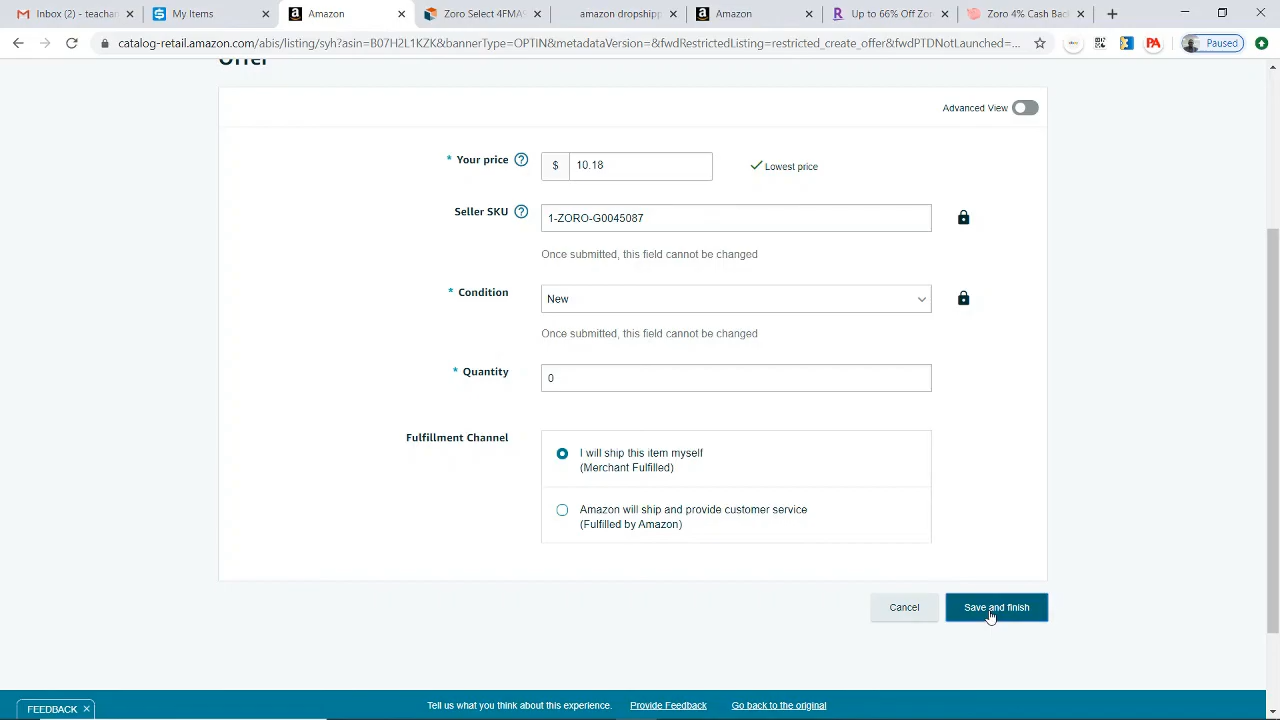 Inbox (2) - teachan
My Items
Amazon
Zoro Select 4FMA
amazon dropshipp
Amazon
Up to 66% Off Zor
Zoro 4% Cash Back
catalog-retail.amazon.com/abis/listing/syh?asin=B07H2L1KZK&bannerType=OPTIN&metadataVersion=&fwdRestrictedListing=restricted_create_offer&fwdPTDNotLaunched=...
PA
Paused
Offer
Advanced View
* Your price ? $ 10.18 Lowest price
Seller SKU ? 1-ZORO-G0045087
Once submitted, this field cannot be changed
* Condition New
Once submitted, this field cannot be changed
* Quantity 0
Fulfillment Channel
I will ship this item myself
(Merchant Fulfilled)
Amazon will ship and provide customer service
(Fulfilled by Amazon)
Cancel Save and finish
FEEDBACK ×
Tell us what you think about this experience. Provide Feedback Go back to the original